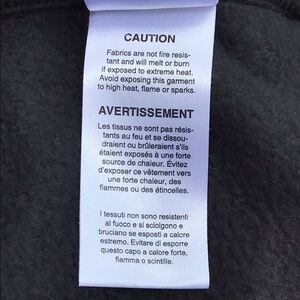 CAUTION
Fabrics are not fire resis-
tant and will melt or burn
if exposed to extreme heat.
Avoid exposing this garment
to high heat, flame or sparks.
AVERTISSEMENT
Les tissus ne sont pas résis-
tants au feu et se dissou-
draient ou brûleraient s'ils
étaient exposés à une forte
source de chaleur. Évitez
d'exposer ce vêtement à une
forte chaleur, des
flammes ou des étincelles.
I tessuti non sono resistenti
al fuoco e si sciolgono e
bruciano se esposti a calore
estremo. Evitare di esporre
questo capo a calore forte,
fiamma o scintille.